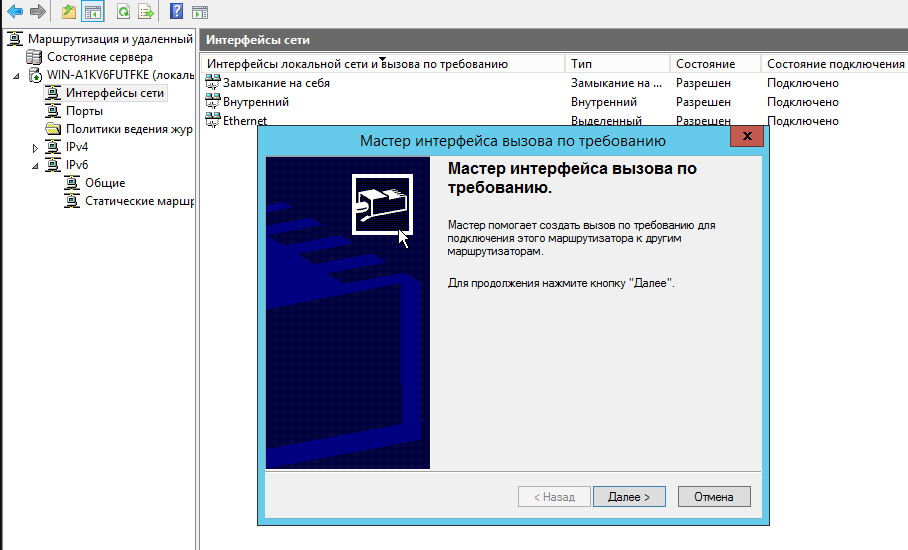 Маршрутизация и удаленный
Состояние сервера
WIN-A1KV6FUTFKE (локаль
Интерфейсы сети
Порты
Политики ведения жур
IPv4
IPv6
Общие
Статические маршр
Интерфейсы сети
Интерфейсы локальной сети и вызова по требованию Тип Состояние Состояние подключения
Замыкание на себя Замыкание на ... Разрешен Подключено
Внутренний Внутренний Разрешен Подключено
Ethernet Выделенный Разрешен Подключено
Мастер интерфейса вызова по требованию
x
Мастер интерфейса вызова по
требованию.
Мастер помогает создать вызов по требованию для
подключения этого маршрутизатора к другим
маршрутизаторам.
Для продолжения нажмите кнопку "Далее".
< Назад Далее > Отмена